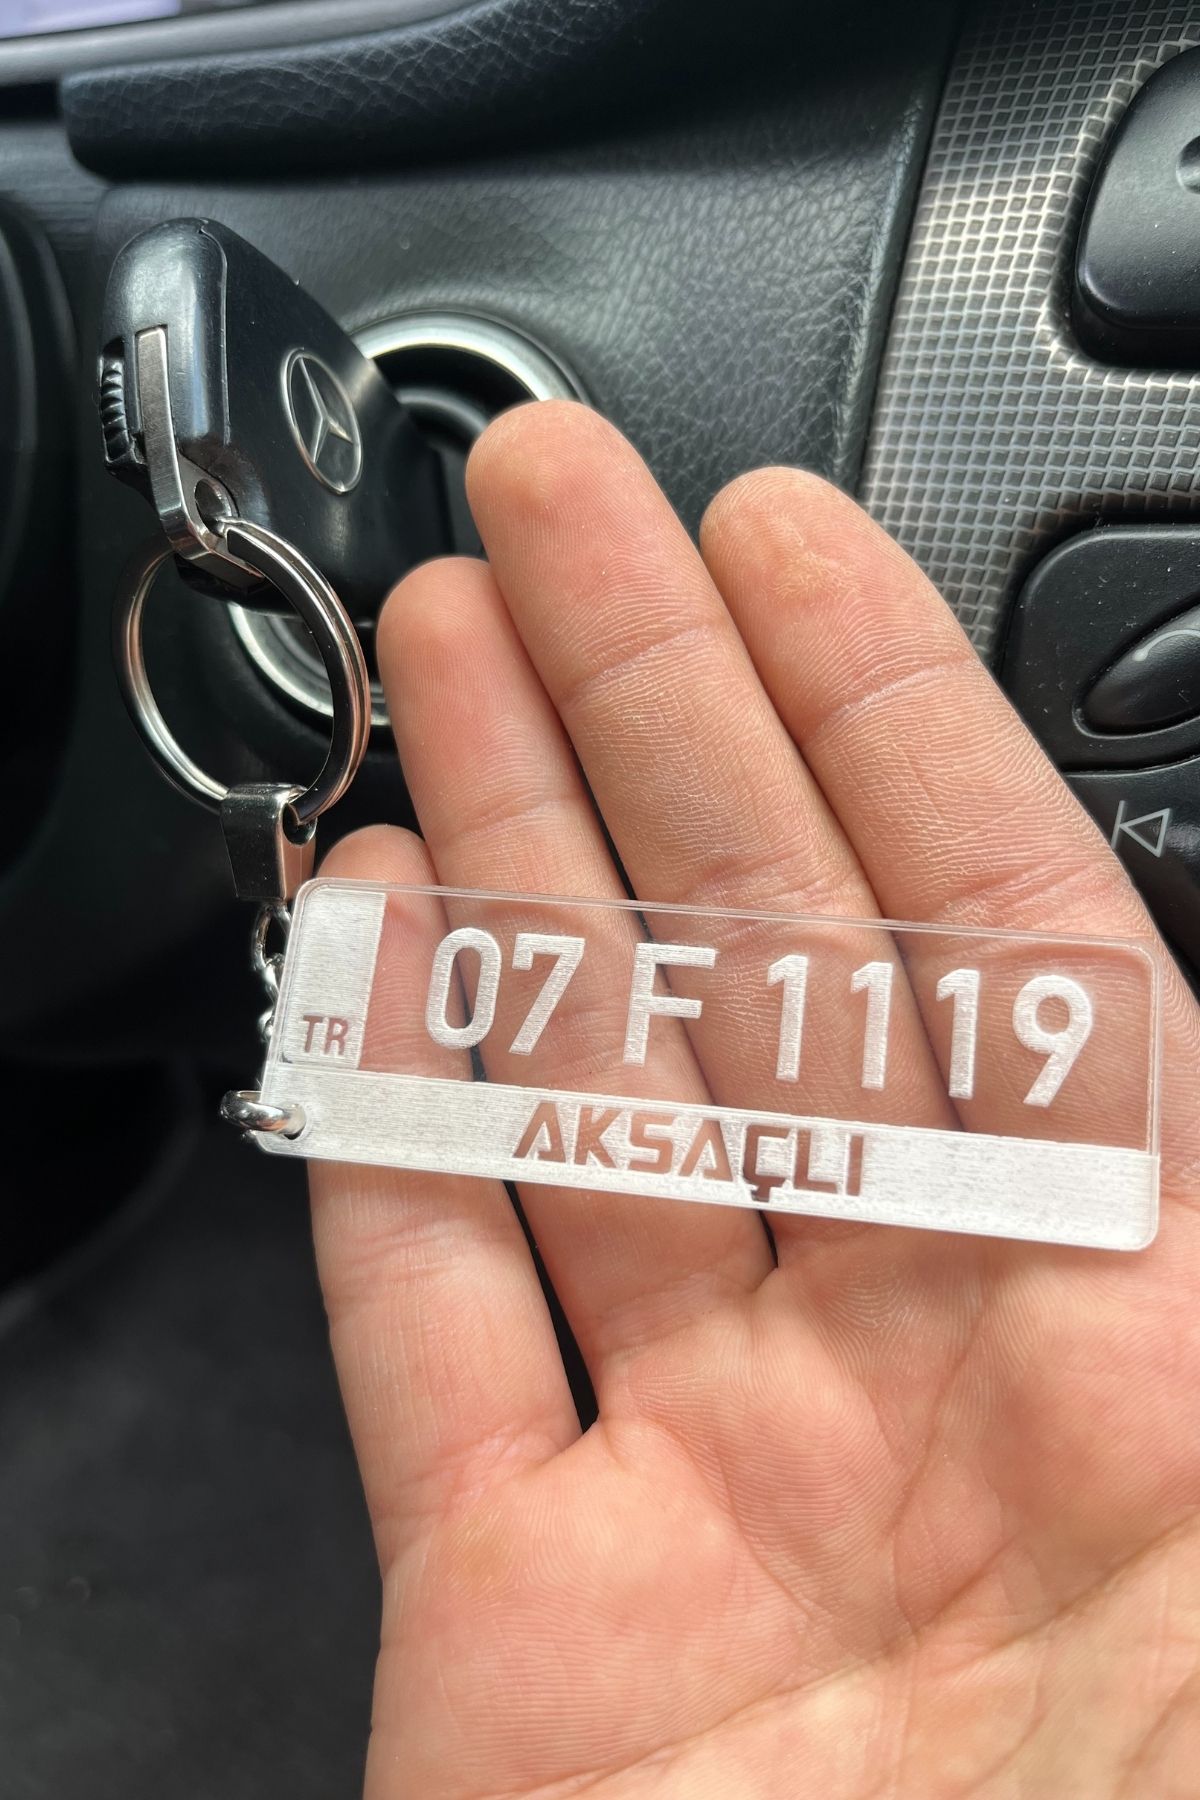 TR
07 F 1119
AKSAÇLI